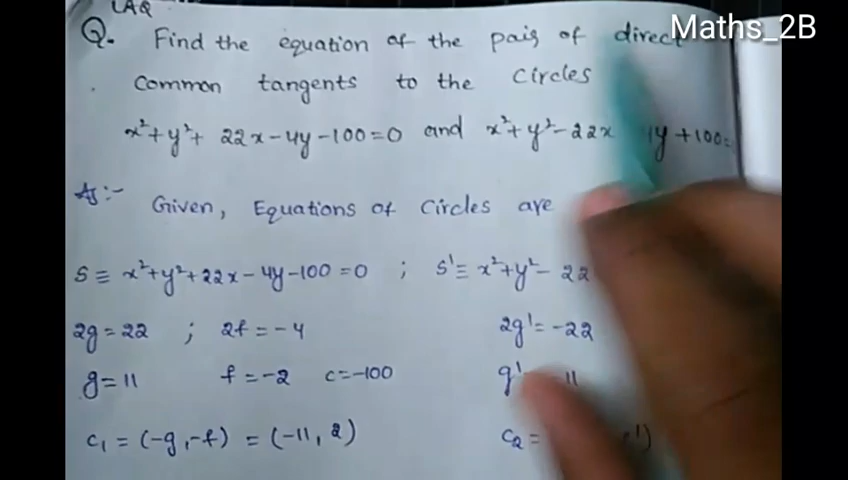 LAQ
Maths_2B
Q. Find the equation of the pair of direct
common tangents to the circles
x²+y²+ 22x-4y-100=0 and x²+y²-22x 4y+100=
As:- Given, Equations of Circles are
S ≡ x²+y²+22x-4y-100=0 ; S' ≡ x²+y²- 22
2g=22 ; 2f=-4 2g'=-22
g=11 f=-2 c=-100 g' 11
C₁ = (-g,-f) = (-11, 2) C₂ = ')